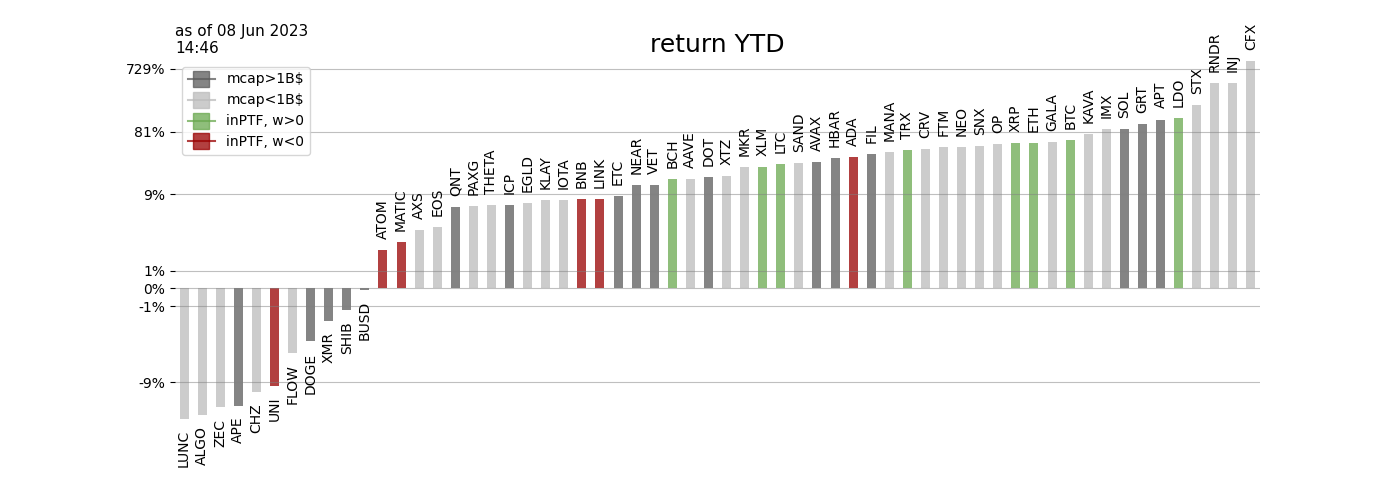 as of 08 Jun 2023
14:46
return YTD
mcap>1B$
mcap<1B$
inPTF, w>0
inPTF, w<0
729%
81%
9%
1%
0%
-1%
-9%
LUNC
ALGO
ZEC
APE
CHZ
UNI
FLOW
DOGE
XMR
SHIB
BUSD
ATOM
MATIC
AXS
EOS
QNT
PAXG
THETA
ICP
EGLD
KLAY
IOTA
BNB
LINK
ETC
NEAR
VET
BCH
AAVE
DOT
XTZ
MKR
XLM
LTC
SAND
AVAX
HBAR
ADA
FIL
MANA
TRX
CRV
FTM
NEO
SNX
OP
XRP
ETH
GALA
BTC
KAVA
IMX
SOL
GRT
APT
LDO
STX
RNDR
INJ
CFX